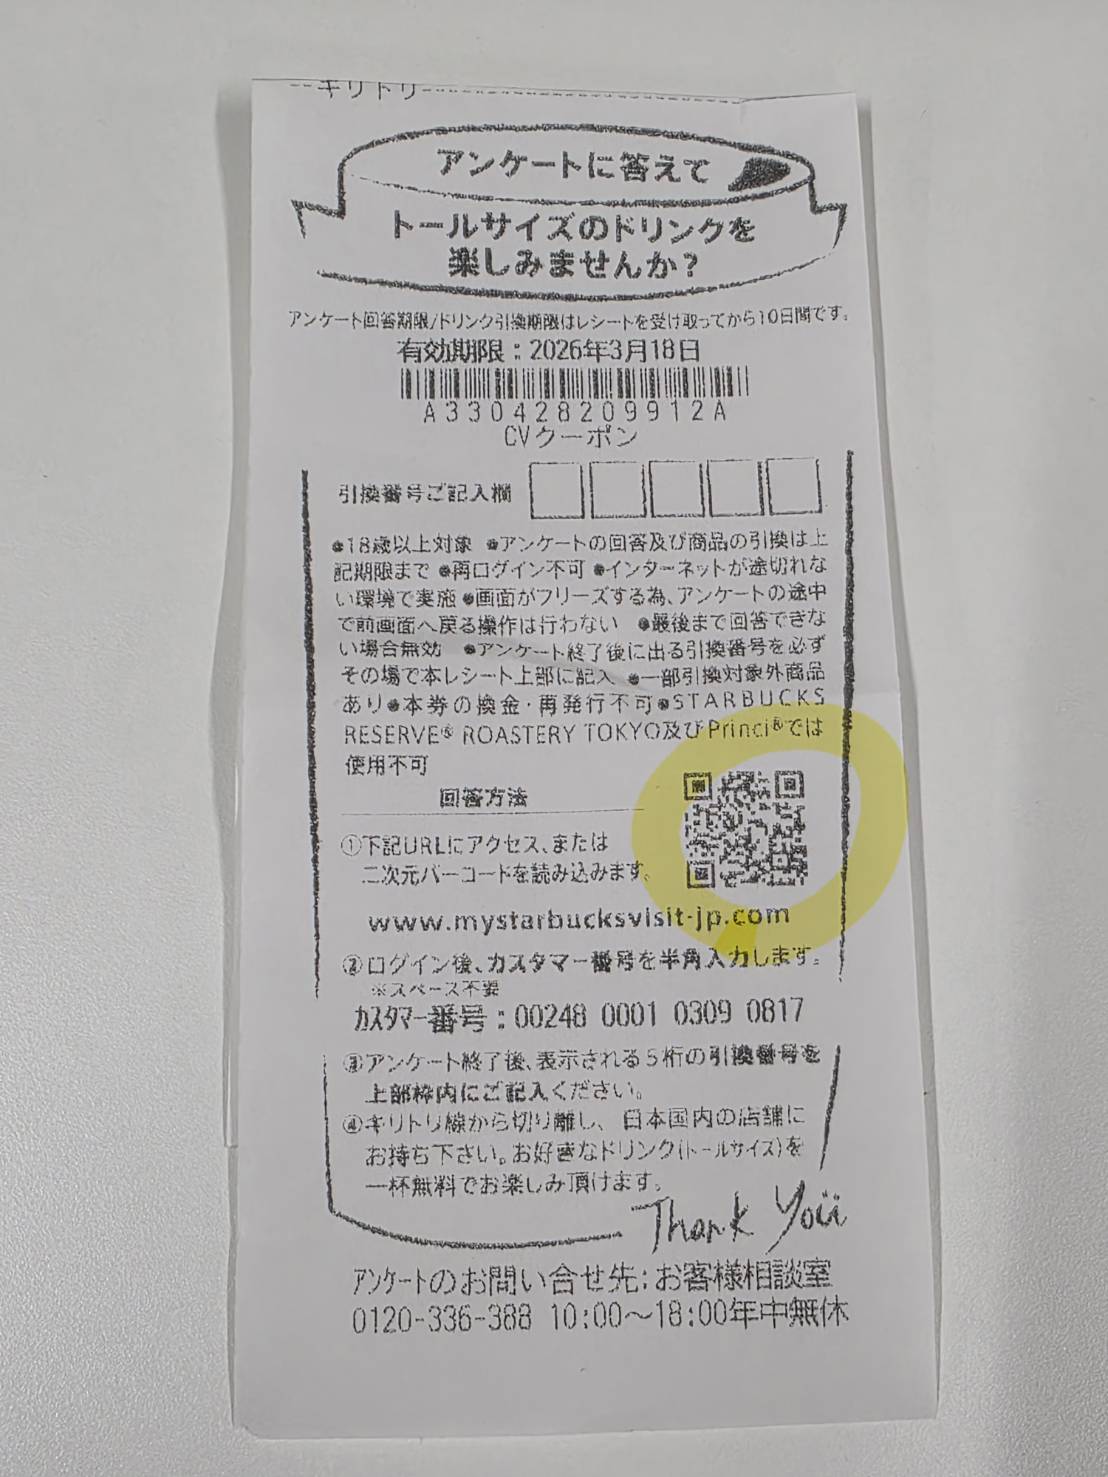 --キリトリ--------------------
アンケートに答えて
トールサイズのドリンクを
楽しみませんか？
アンケート回答期限/ドリンク引換期限はレシートを受け取ってから10日間です。
有効期限：2026年3月18日
A33042820991 2A
CVクーポン
引換番号ご記入欄
●18歳以上対象 ●アンケートの回答及び商品の引換は上
記期限まで ●再ログイン不可 ●インターネットが途切れな
い環境で実施 ●画面がフリーズする為、アンケートの途中
で前画面へ戻る操作は行わない ●最後まで回答できな
い場合無効 ●アンケート終了後に出る引換番号を必ず
その場で本レシート上部に記入 ●一部引換対象外商品
あり ●本券の換金・再発行不可 ●STARBUCKS
RESERVE® ROASTERY TOKYO及びPrinci®では
使用不可
回答方法
①下記URLにアクセス、または
二次元バーコードを読み込みます。
www.mystarbucksvisit-jp.com
②ログイン後、カスタマー番号を半角入力します。
※スペース不要
カスタマー番号：00248 0001 0309 0817
③アンケート終了後、表示される5桁の引換番号を
上部枠内にご記入ください。
④キリトリ線から切り離し、日本国内の店舗に
お持ち下さい。お好きなドリンク(トールサイズ)を
一杯無料でお楽しみ頂けます。
Thank You
アンケートのお問い合せ先：お客様相談室
0120-336-388 10:00～18:00年中無休